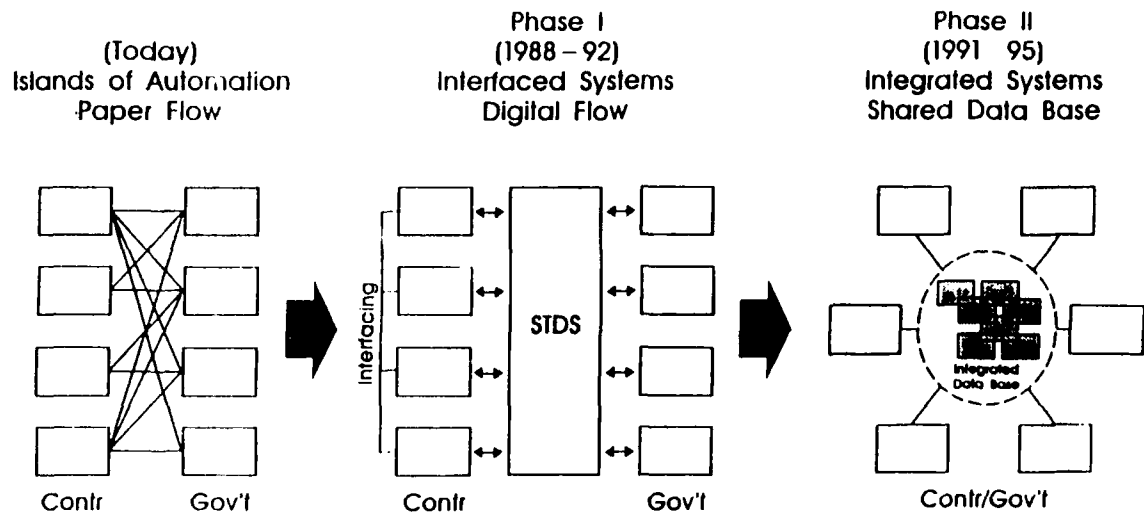 (Today)
Islands of Automation
Paper Flow
Phase I
(1988-92)
Interfaced Systems
Digital Flow
Phase II
(1991 95)
Integrated Systems
Shared Data Base
Interfacing
STDS
Contr
Gov't
Contr
Gov't
Integrated
Data Base
Contr/Gov't